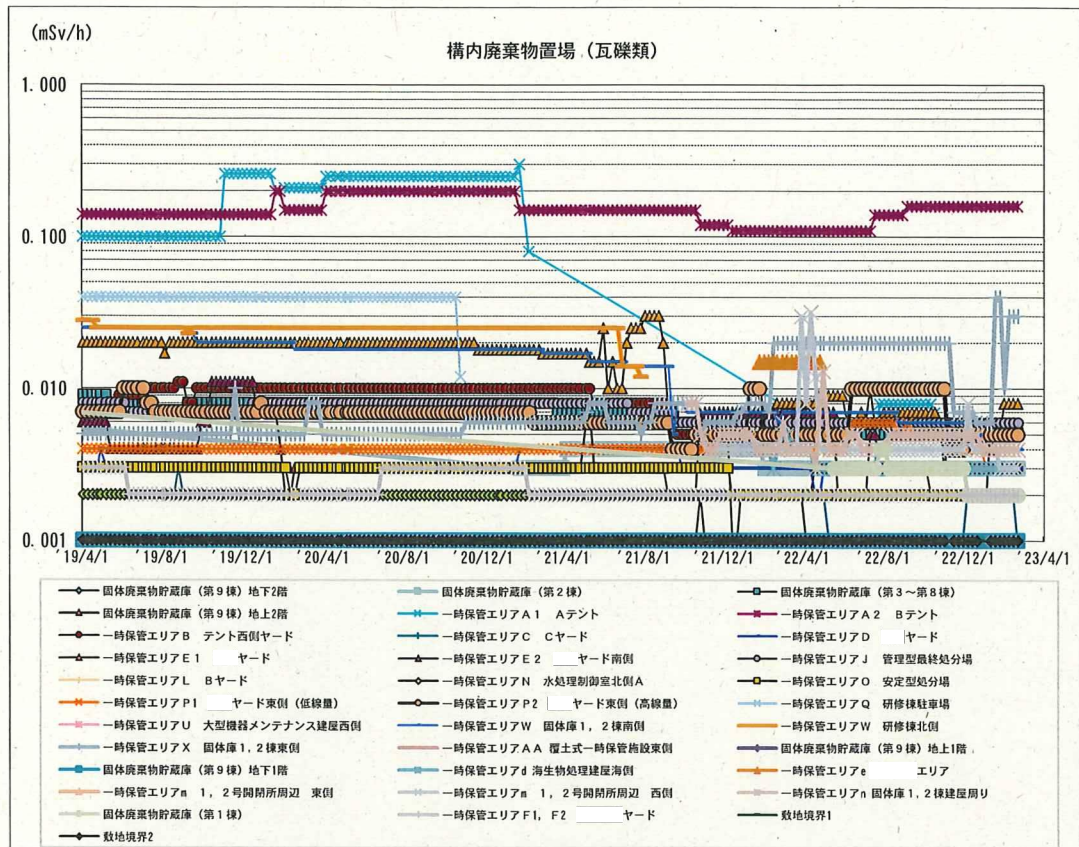 (mSv/h)
構内廃棄物置場 (瓦礫類)
1.000
0.100
0.010
0.001
'19/4/1 '19/8/1 '19/12/1 '20/4/1 '20/8/1 '20/12/1 '21/4/1 '21/8/1 '21/12/1 '22/4/1 '22/8/1 '22/12/1 '23/4/1
固体廃棄物貯蔵庫 (第9棟) 地下2階 固体廃棄物貯蔵庫 (第2棟) 固体廃棄物貯蔵庫 (第3～第8棟)
固体廃棄物貯蔵庫 (第9棟) 地上2階 一時保管エリアA1 Aテント 一時保管エリアA2 Bテント
一時保管エリアB テント西側ヤード 一時保管エリアC Cヤード 一時保管エリアD ヤード
一時保管エリアE1 ヤード 一時保管エリアE2 ヤード南側 一時保管エリアJ 管理型最終処分場
一時保管エリアL Bヤード 一時保管エリアN 水処理制御室北側A 一時保管エリアO 安定型処分場
一時保管エリアP1 ヤード東側 (低線量) 一時保管エリアP2 ヤード東側 (高線量) 一時保管エリアQ 研修棟駐車場
一時保管エリアU 大型機器メンテナンス建屋西側 一時保管エリアW 固体庫1, 2棟南側 一時保管エリアW 研修棟北側
一時保管エリアX 固体庫1, 2棟東側 一時保管エリアAA 覆土式一時保管施設東側 固体廃棄物貯蔵庫 (第9棟) 地上1階
固体廃棄物貯蔵庫 (第9棟) 地下1階 一時保管エリアd 海生物処理建屋海側 一時保管エリアe エリア
一時保管エリアm 1, 2号開閉所周辺 東側 一時保管エリアm 1, 2号開閉所周辺 西側 一時保管エリアn 固体庫1, 2棟建屋周り
固体廃棄物貯蔵庫 (第1棟) 一時保管エリアF1, F2 ヤード 敷地境界1
敷地境界2